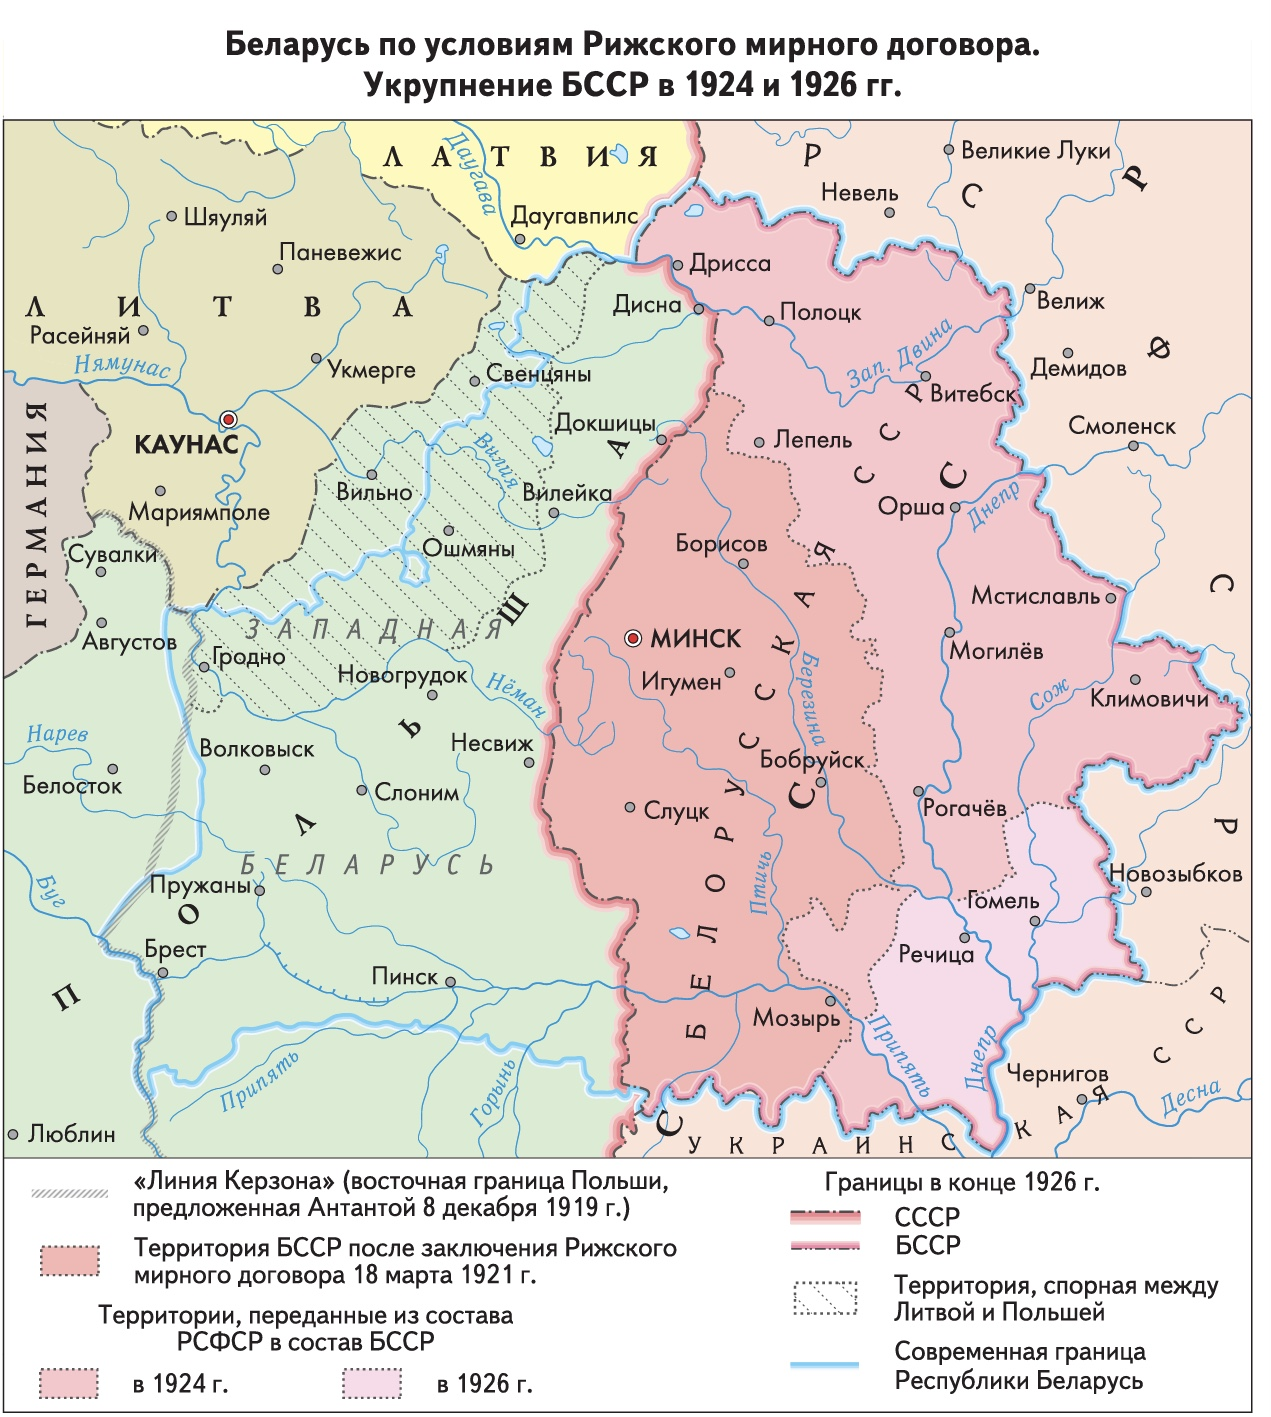 Беларусь по условиям Рижского мирного договора.
Укрупнение БССР в 1924 и 1926 гг.
ЛАТВИЯ
Даугава
Р
С
Ф
С
Р
Великие Луки
Невель
Шяуляй
Даугавпилс
Паневежис
Дрисса
ЛИТВА
Дисна
Полоцк
Велиж
Расейняй
Зап. Двина
Нямунас
Укмерге
Свенцяны
Демидов
Витебск
ГЕРМАНИЯ
КАУНАС
Докшицы
Лепель
Смоленск
Вилия
Вильно
Вилейка
Мариямполе
Орша
Днепр
Сувалки
Ошмяны
Борисов
Мстиславль
Августов
ЗАПАДНАЯ
МИНСК
Могилёв
Гродно
Новогрудок
Игумен
Березина
Неман
Сож
Климовичи
Нарев
Волковыск
Несвиж
Бобруйск
Белосток
Слоним
Слуцк
Рогачёв
БЕЛАРУСЬ
ПОЛЬША
БЕЛОРУССКАЯ ССР
СССР
Буг
Пружаны
Птичь
Новозыбков
Гомель
Брест
Речица
Пинск
Мозырь
Припять
Припять
Горынь
Днепр
Чернигов
Десна
Люблин
УКРАИНСКАЯ ССР
«Линия Керзона» (восточная граница Польши,
предложенная Антантой 8 декабря 1919 г.)
Территория БССР после заключения Рижского
мирного договора 18 марта 1921 г.
Территории, переданные из состава
РСФСР в состав БССР
в 1924 г.
в 1926 г.
Границы в конце 1926 г.
СССР
БССР
Территория, спорная между
Литвой и Польшей
Современная граница
Республики Беларусь